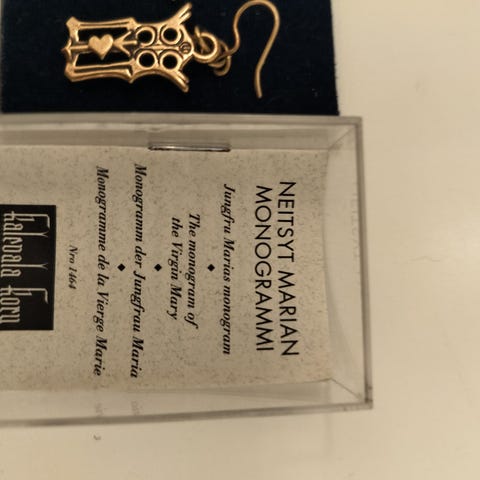 NEITSYT MARIAN
MONOGRAMMI
Jungfru Marias monogram
The monogram of
the Virgin Mary
Monogramm der Jungfrau Maria
Monogramme de la Vierge Marie
Nro 1464
Kalevala Koru